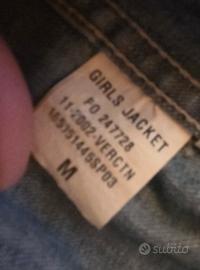 GIRLS JACKET
PO 247728
11-2002-VERCTN
M
subito